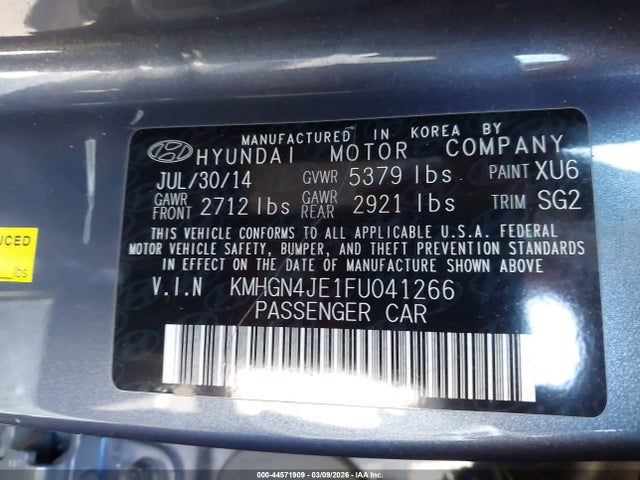 MANUFACTURED IN KOREA BY
HYUNDAI MOTOR COMPANY
JUL/30/14 GVWR 5379 lbs PAINT XU6
GAWR FRONT 2712 lbs GAWR REAR 2921 lbs TRIM SG2
THIS VEHICLE CONFORMS TO ALL APPLICABLE U.S.A. FEDERAL
MOTOR VEHICLE SAFETY, BUMPER, AND THEFT PREVENTION STANDARDS
IN EFFECT ON THE DATE OF MANUFACTURE SHOWN ABOVE.
V.I.N KMHGN4JE1FU041266
PASSENGER CAR
lbs
000-44571909 | 03/09/2026 | IAAI.COM